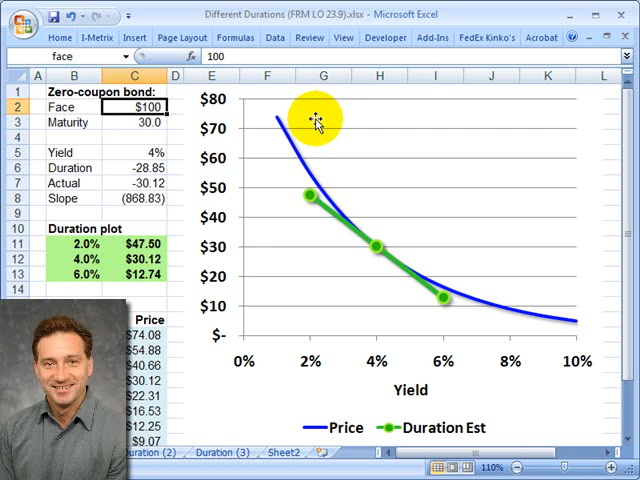 Different Durations (FRM LO 23.9).xlsx - Microsoft Excel
Home I-Metrix Insert Page Layout Formulas Data Review View Developer Add-Ins FedEx Kinko's Acrobat
face fx 100
A B C D E F G H I J K L
1 Zero-coupon bond:
2 Face $100
3 Maturity 30.0
4
5 Yield 4%
6 Duration -28.85
7 Actual -30.12
8 Slope (868.83)
9
10 Duration plot
11 2.0% $47.50
12 4.0% $30.12
13 6.0% $12.74
14
Price
$74.08
$54.88
$40.66
$30.12
$22.31
$16.53
$12.25
$9.07
$80
$70
$60
$50
$40
$30
$20
$10
$-
0% 2% 4% 6% 8% 10%
Yield
Price Duration Est
Duration (3) Sheet2
110%